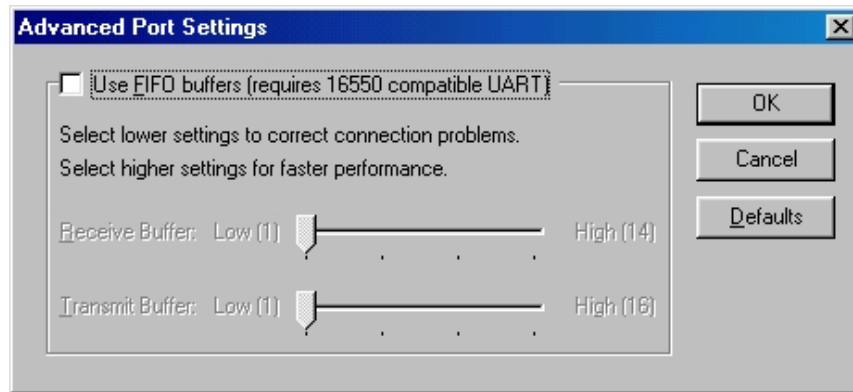 Advanced Port Settings
Use FIFO buffers (requires 16550 compatible UART)
Select lower settings to correct connection problems.
Select higher settings for faster performance.
Receive Buffer: Low (1) High (14)
Transmit Buffer: Low (1) High (16)
OK
Cancel
Defaults